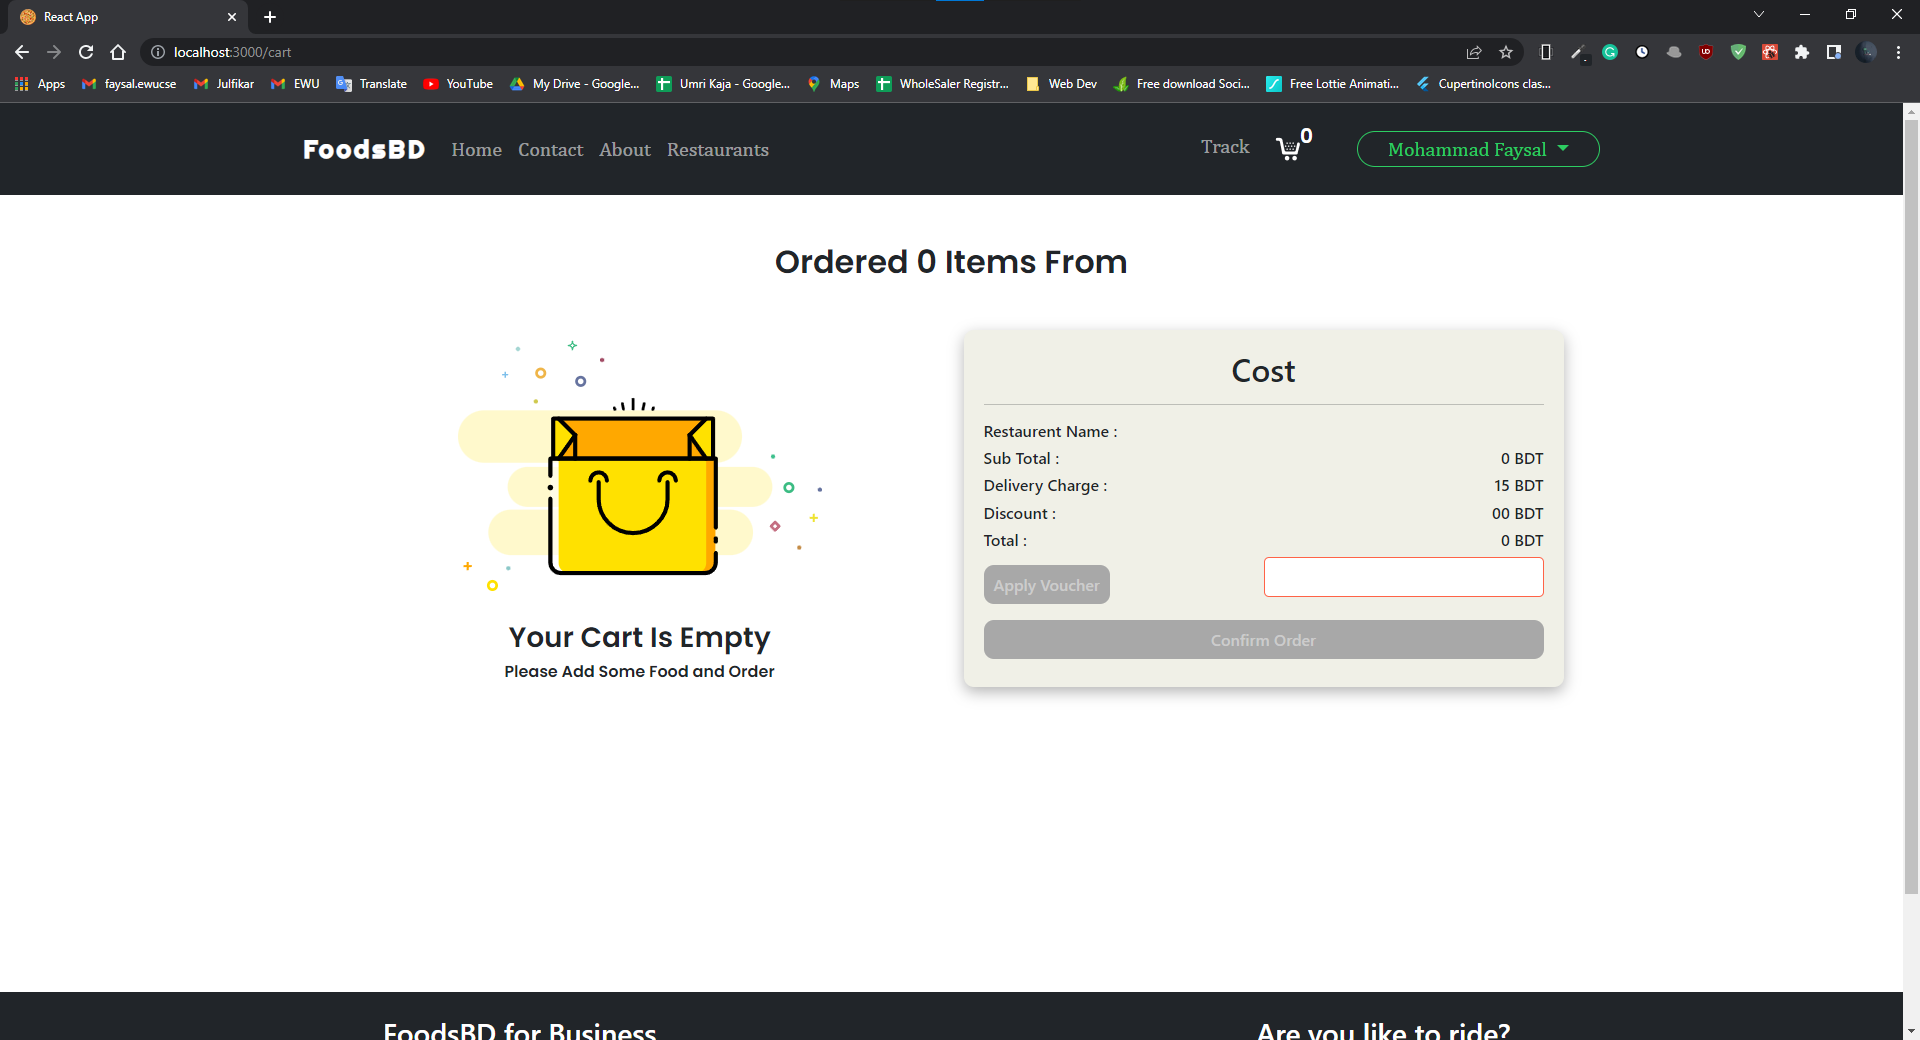 React App
localhost:3000/cart
Apps faysal.ewucse Julfikar EWU Translate YouTube My Drive - Google... Umri Kaja - Google... Maps WholeSaler Registr... Web Dev Free download Soci... Free Lottie Animati... CupertinoIcons clas...
FoodsBD Home Contact About Restaurants Track 0 Mohammad Faysal
Ordered 0 Items From
Your Cart Is Empty
Please Add Some Food and Order
Cost
Restaurent Name :
Sub Total : 0 BDT
Delivery Charge : 15 BDT
Discount : 00 BDT
Total : 0 BDT
Apply Voucher
Confirm Order
FoodsBD for Business Are you like to ride?